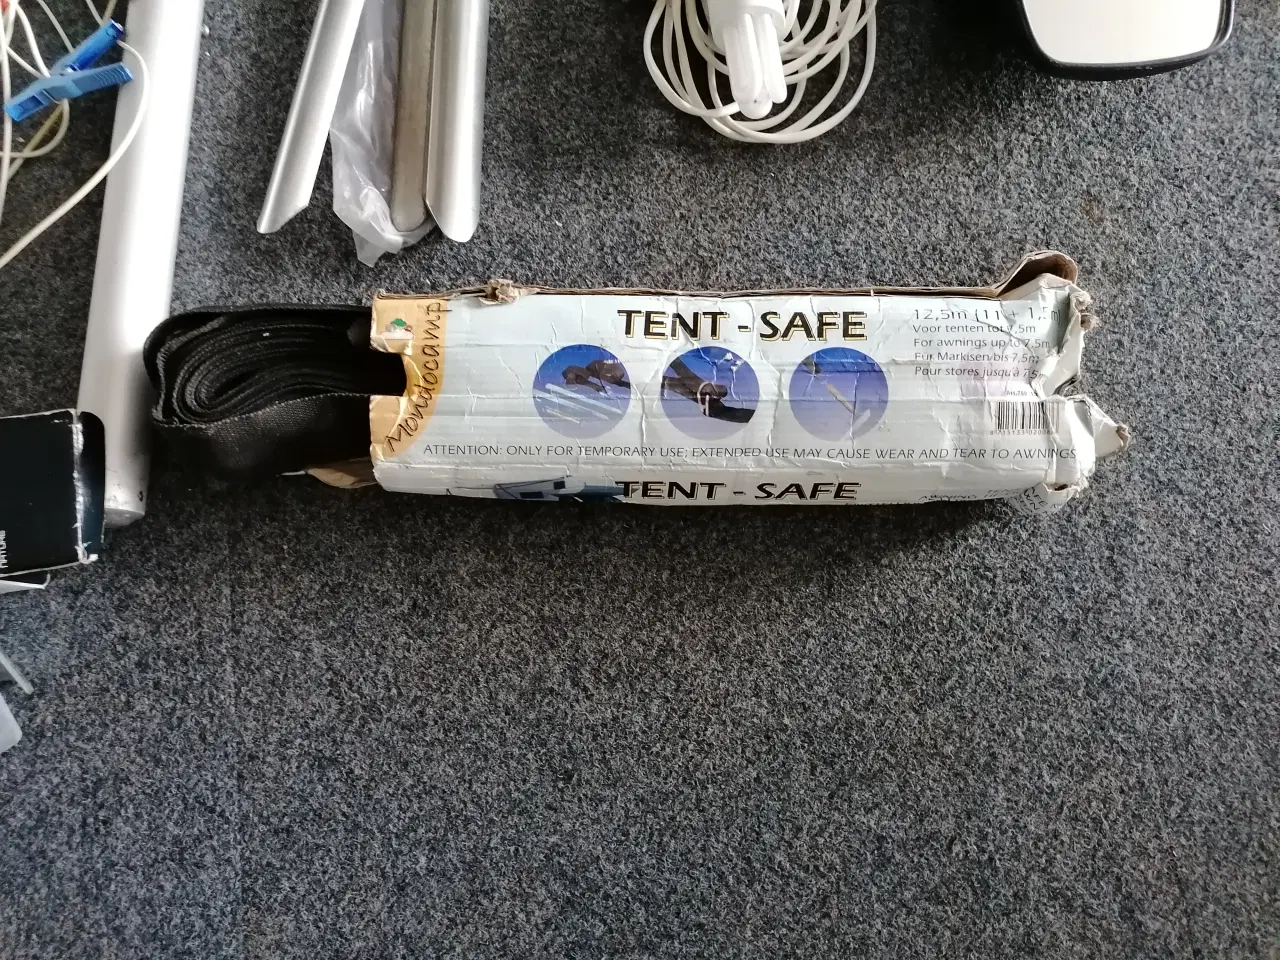 Mondocamp
TENT - SAFE
12,5m (11 + 1,5m)
Voor tenten tot 7,5m
For awnings up to 7,5m
Für Markisen bis 7,5m
Pour stores jusqu'à 7,5m
ATTENTION: ONLY FOR TEMPORARY USE; EXTENDED USE MAY CAUSE WEAR AND TEAR TO AWNINGS
TENT - SAFE